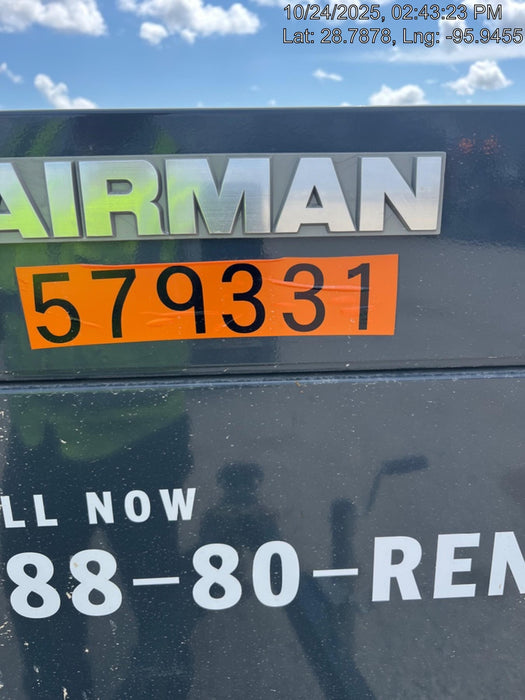 10/24/2025, 02:43:23 PM
Lat: 28.7878, Lng: -95.9455
AIRMAN
579331
LL NOW
88-80-REN